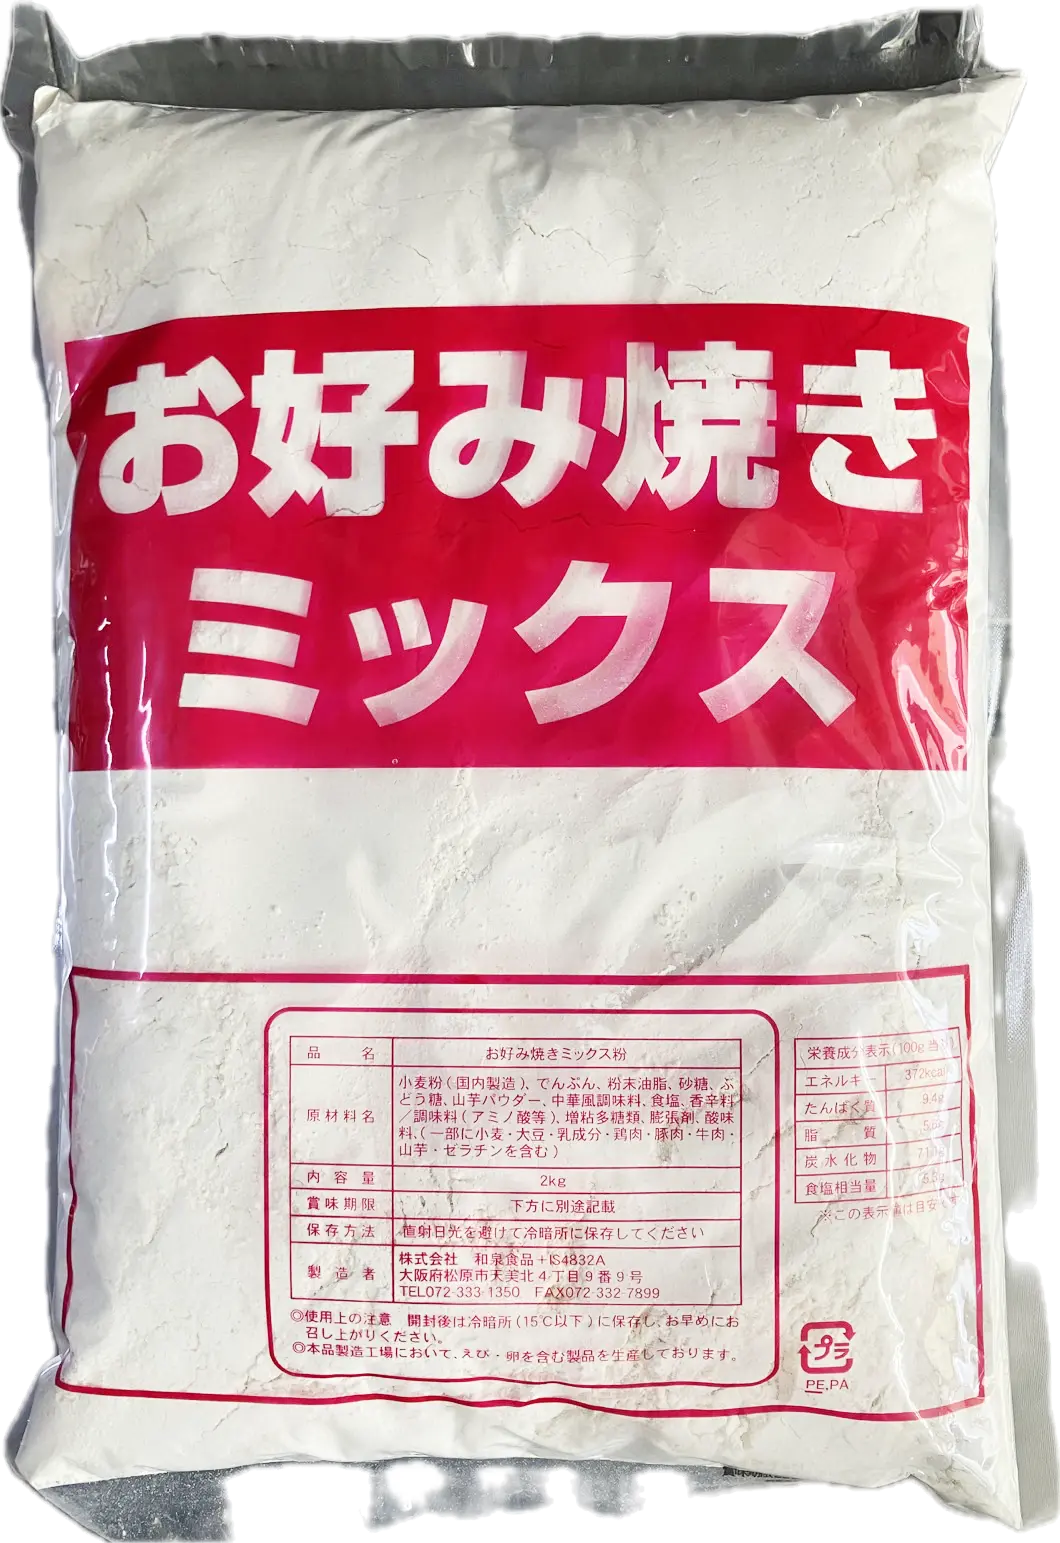 お好み焼き
ミックス
品名 お好み焼きミックス粉
原材料名 小麦粉(国内製造)、でんぷん、粉末油脂、砂糖、ぶ
どう糖、山芋パウダー、中華風調味料、食塩、香辛料
/調味料(アミノ酸等)、増粘多糖類、膨張剤、酸味
料、(一部に小麦・大豆・乳成分・鶏肉・豚肉・牛肉・
山芋・ゼラチンを含む)
内容量 2kg
賞味期限 下方に別途記載
保存方法 直射日光を避けて冷暗所に保存してください
製造者 株式会社 和泉食品+IS4832A
大阪府松原市天美北4丁目9番9号
TEL072-333-1350 FAX072-332-7899
◎使用上の注意 開封後は冷暗所(15℃以下)に保存し、お早めにお
召し上がりください。
◎本品製造工場において、えび・卵を含む製品を生産しております。
栄養成分表示(100g当
エネルギー 372kcal
たんぱく質 9.4g
脂質
炭水化物
食塩相当量
※この表示値は目安です
プラ
PE,PA